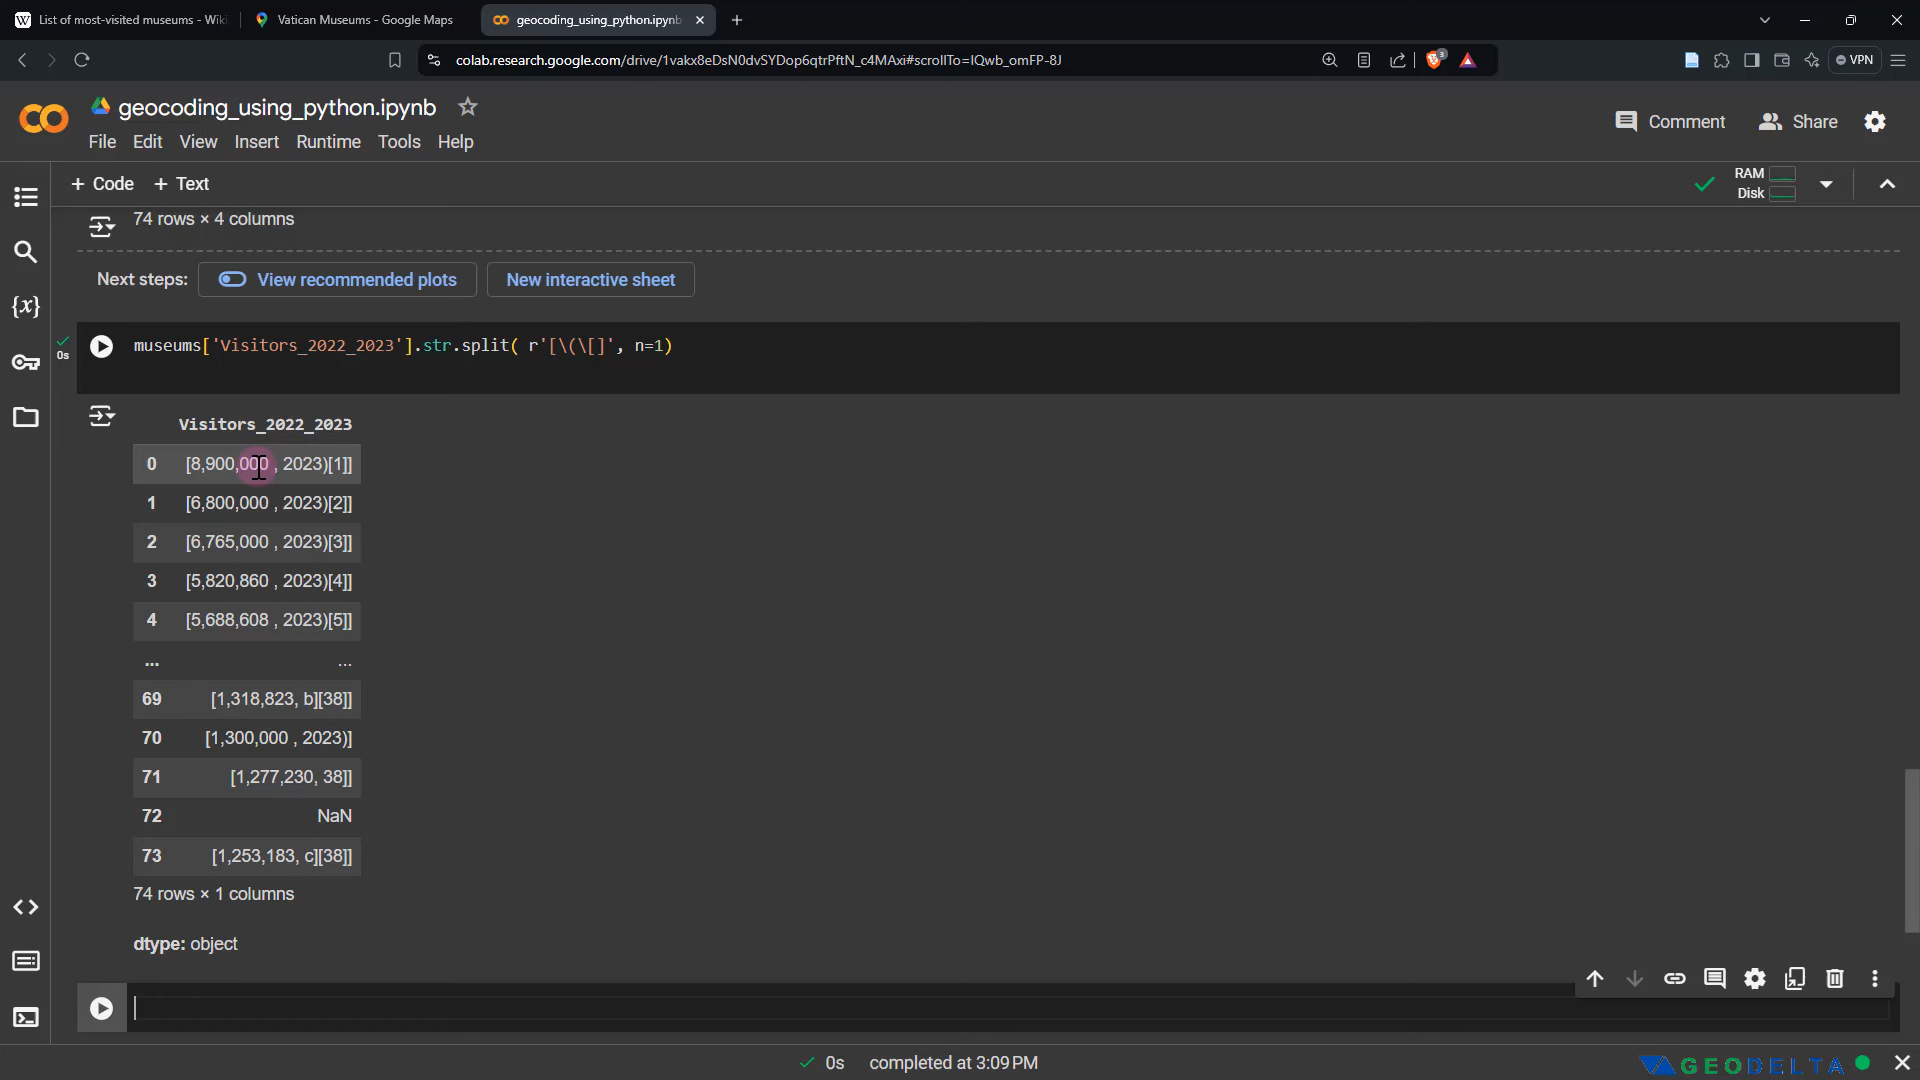 List of most-visited museums - Wiki
Vatican Museums - Google Maps
geocoding_using_python.ipynb
colab.research.google.com/drive/1vakx8eDsN0dvSYDop6qtrPftN_c4MAxi#scrollTo=IQwb_omFP-8J
3
VPN
geocoding_using_python.ipynb
File Edit View Insert Runtime Tools Help
Comment
Share
+ Code + Text
RAM
Disk
74 rows × 4 columns
Next steps: View recommended plots New interactive sheet
0s
museums['Visitors_2022_2023'].str.split( r'[\(\[]', n=1)
Visitors_2022_2023
0 [8,900,000 , 2023)[1]]
1 [6,800,000 , 2023)[2]]
2 [6,765,000 , 2023)[3]]
3 [5,820,860 , 2023)[4]]
4 [5,688,608 , 2023)[5]]
... ...
69 [1,318,823, b][38]]
70 [1,300,000 , 2023)]
71 [1,277,230, 38]]
72 NaN
73 [1,253,183, c][38]]
74 rows × 1 columns
dtype: object
0s completed at 3:09 PM
GEODELTA